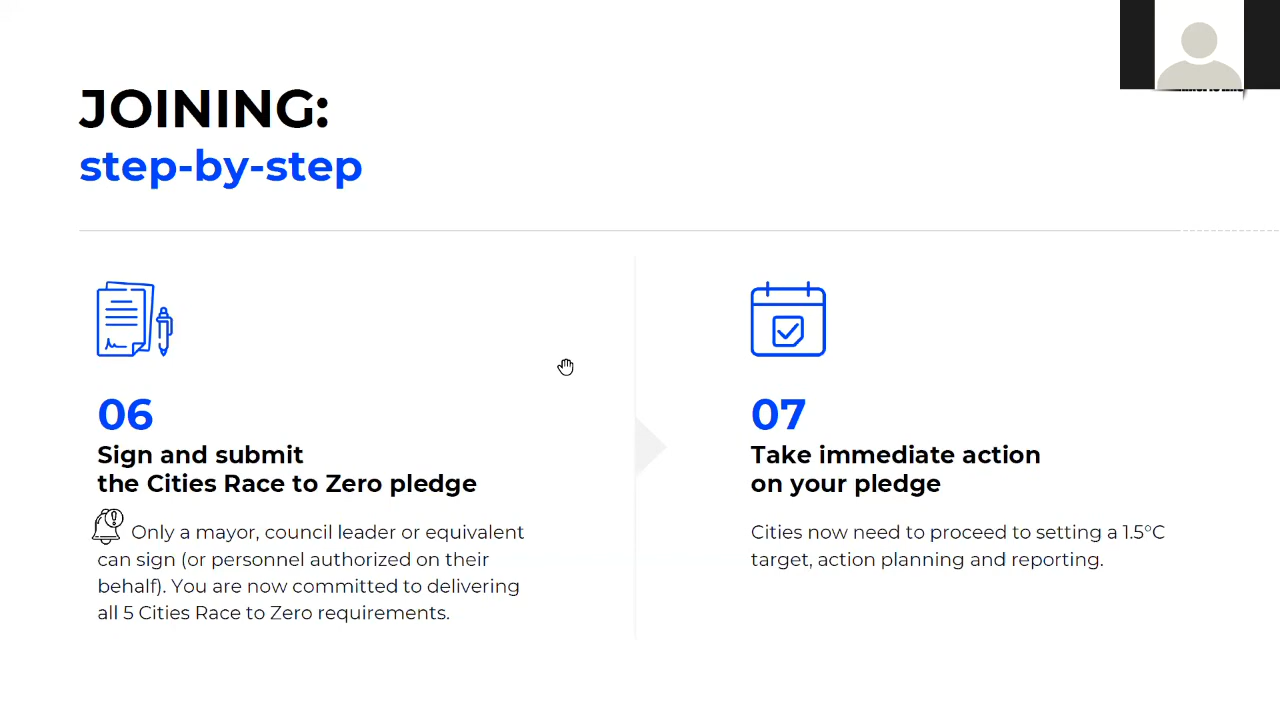 JOINING:
step-by-step
06
Sign and submit
the Cities Race to Zero pledge
Only a mayor, council leader or equivalent
can sign (or personnel authorized on their
behalf). You are now committed to delivering
all 5 Cities Race to Zero requirements.
07
Take immediate action
on your pledge
Cities now need to proceed to setting a 1.5°C
target, action planning and reporting.